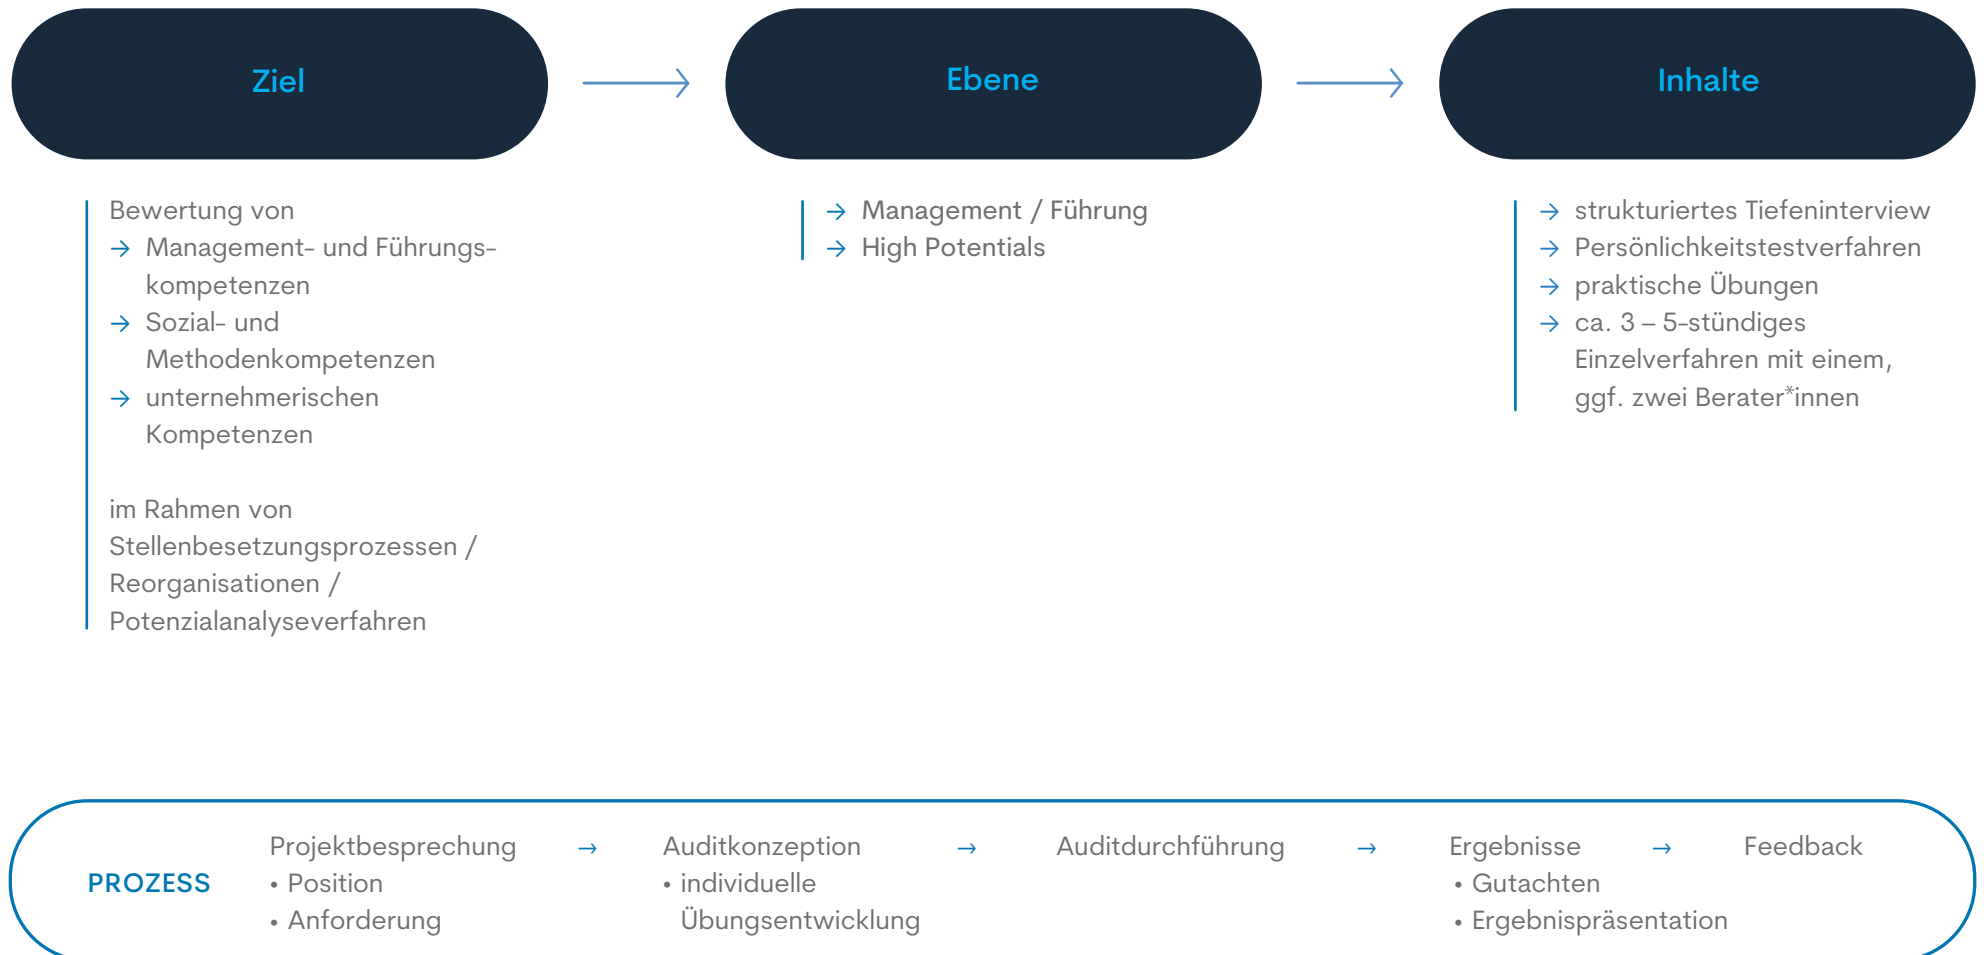 Ziel → Ebene → Inhalte
Bewertung von
→ Management- und Führungs-
kompetenzen
→ Sozial- und
Methodenkompetenzen
→ unternehmerischen
Kompetenzen
im Rahmen von
Stellenbesetzungsprozessen /
Reorganisationen /
Potenzialanalyseverfahren
→ Management / Führung
→ High Potentials
→ strukturiertes Tiefeninterview
→ Persönlichkeitstestverfahren
→ praktische Übungen
→ ca. 3 – 5-stündiges
Einzelverfahren mit einem,
ggf. zwei Berater*innen
PROZESS
Projektbesprechung →
• Position
• Anforderung
Auditkonzeption →
• individuelle
Übungsentwicklung
Auditdurchführung →
Ergebnisse →
• Gutachten
• Ergebnispräsentation
Feedback